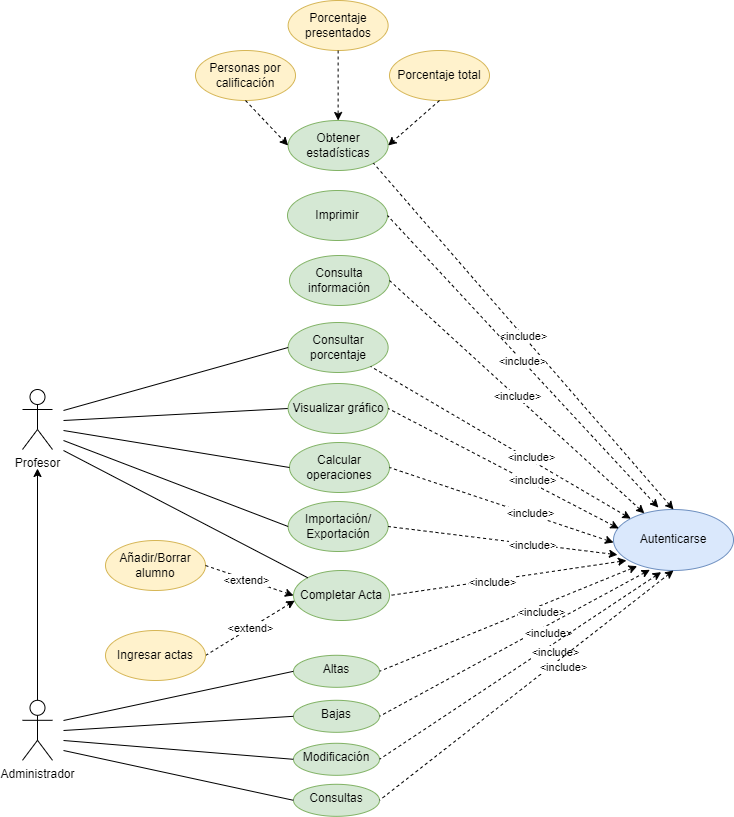 Porcentaje
presentados
Personas por
calificación
Porcentaje total
Obtener
estadísticas
Imprimir
Consulta
información
<include>
<include>
<include>
Consultar
porcentaje
Visualizar gráfico
Profesor
Calcular
operaciones
<include>
<include>
Importación/
Exportación
<include>
<include>
Autenticarse
Añadir/Borrar
alumno
<extend>
Completar Acta
<include>
<extend>
Ingresar actas
<include>
<include>
<include>
<include>
Altas
Bajas
Modificación
Administrador
Consultas